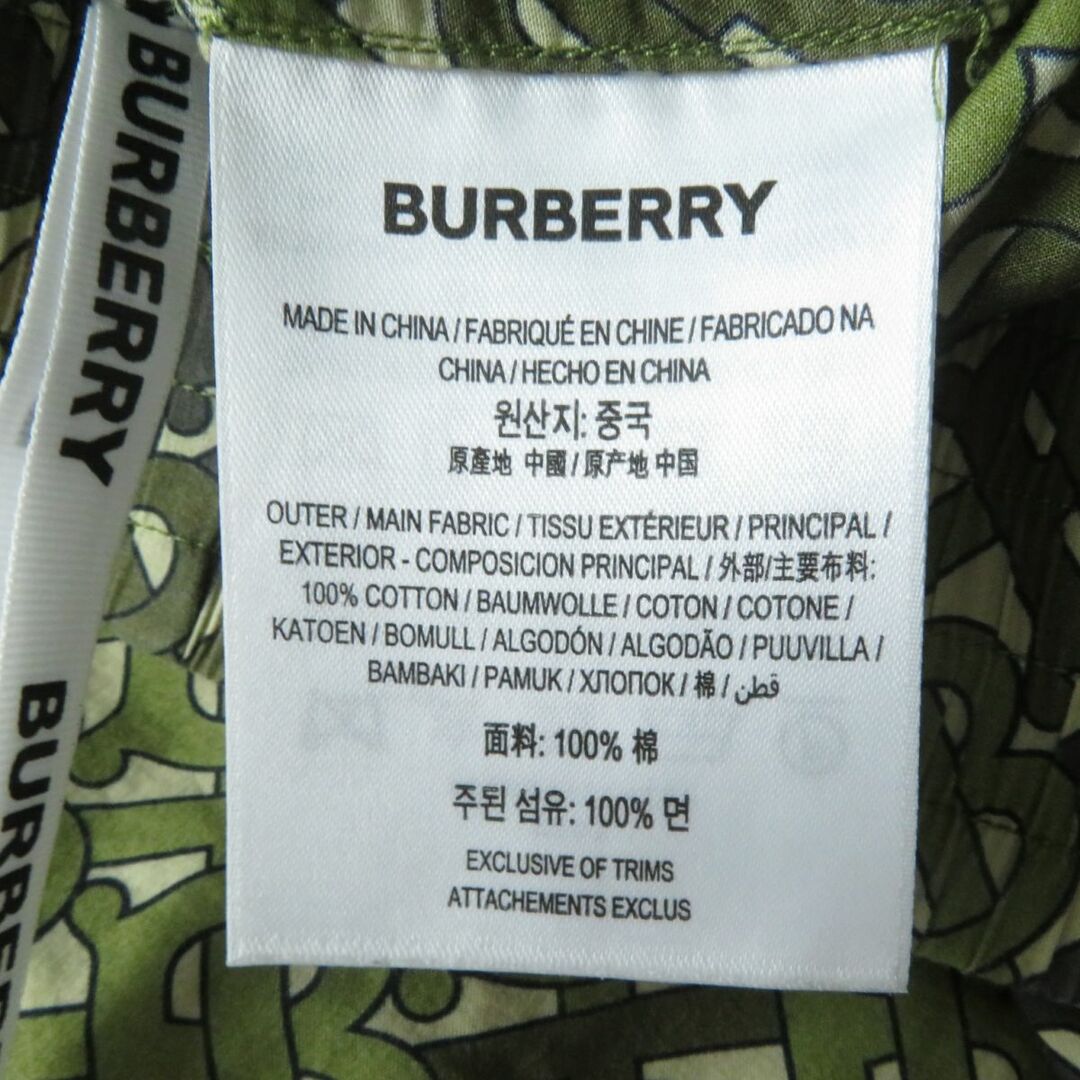 BURBERRY
BURBERRY
BURBERRY
MADE IN CHINA / FABRIQUÉ EN CHINE / FABRICADO NA
CHINA / HECHO EN CHINA
원산지: 중국
原產地 中國 / 原产地 中国
OUTER / MAIN FABRIC / TISSU EXTÉRIEUR / PRINCIPAL /
EXTERIOR - COMPOSICION PRINCIPAL / 外部/主要布料:
100% COTTON / BAUMWOLLE / COTON / COTONE /
KATOEN / BOMULL / ALGODÓN / ALGODÃO / PUUVILLA /
BAMBAKI / PAMUK / ХЛОПОК / 棉 / قطن
面料: 100% 棉
주된 섬유: 100% 면
EXCLUSIVE OF TRIMS
ATTACHEMENTS EXCLUS